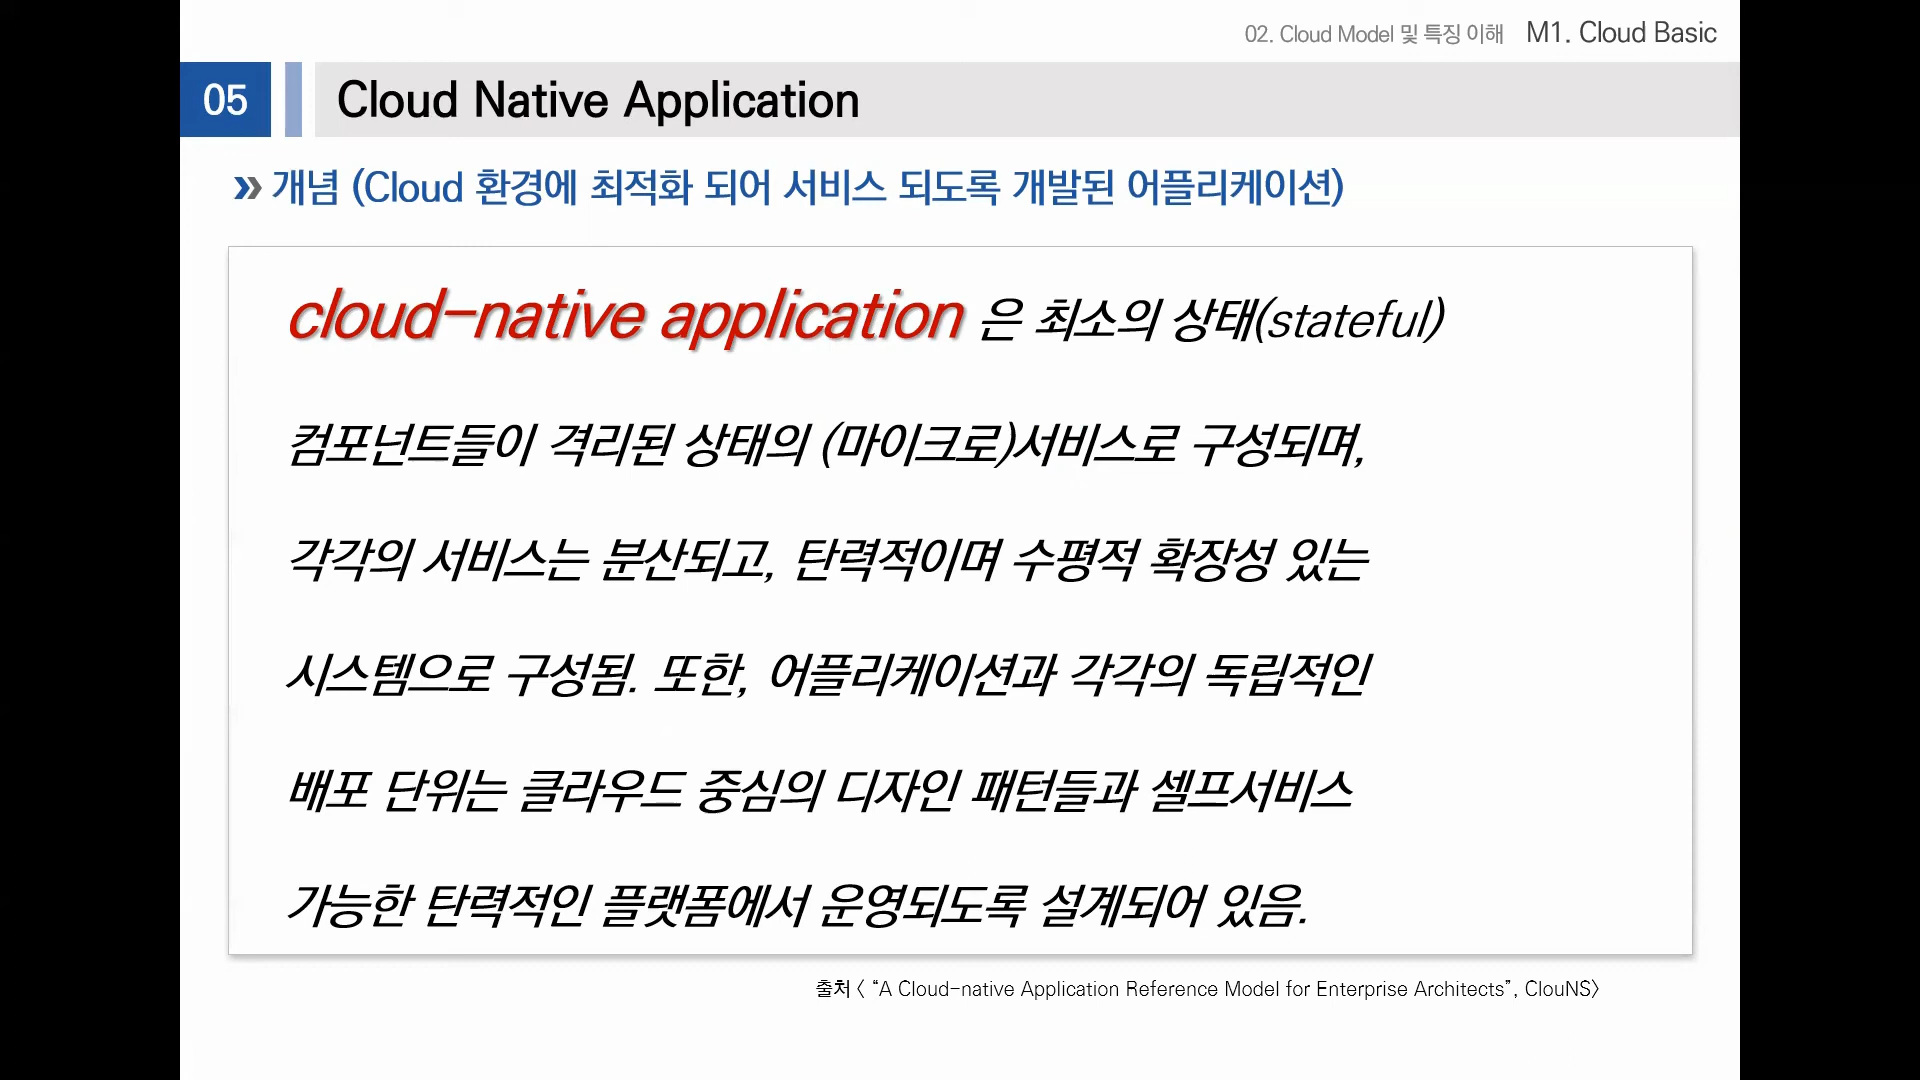 02. Cloud Model 및 특징 이해 M1. Cloud Basic
05 Cloud Native Application
» 개념 (Cloud 환경에 최적화 되어 서비스 되도록 개발된 어플리케이션)
cloud-native application 은 최소의 상태(stateful)
컴포넌트들이 격리된 상태의 (마이크로)서비스로 구성되며,
각각의 서비스는 분산되고, 탄력적이며 수평적 확장성 있는
시스템으로 구성됨. 또한, 어플리케이션과 각각의 독립적인
배포 단위는 클라우드 중심의 디자인 패턴들과 셀프서비스
가능한 탄력적인 플랫폼에서 운영되도록 설계되어 있음.
출처 < “A Cloud-native Application Reference Model for Enterprise Architects”, ClouNS>